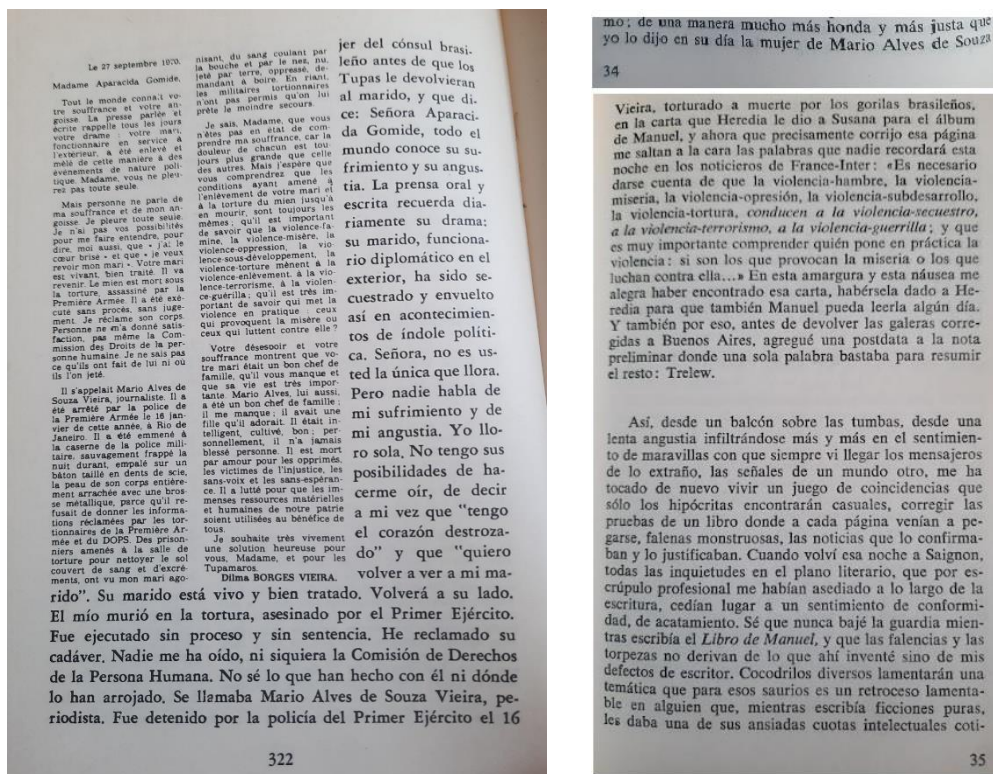 Le 27 septembre 1970.
Madame Aparacida Gomide,
Tout le monde connaît vo-
tre souffrance et votre an-
goisse. La presse parlée et
écrite rappelle tous les jours
votre drame : votre mari,
fonctionnaire en service à
l'extérieur, a été enlevé et
mêlé de cette manière à des
événements de nature poli-
tique. Madame, vous ne pleu-
rez pas toute seule.
Mais personne ne parle de
ma souffrance et de mon an-
goisse. Je pleure toute seule.
Je n'ai pas vos possibilités
pour me faire entendre, pour
dire, moi aussi, que « j'ai le
cœur brisé » et que « je veux
revoir mon mari ». Votre mari
est vivant, bien traité. Il va
revenir. Le mien est mort sous
la torture, assassiné par la
Première Armée. Il a été exé-
cuté sans procès, sans juge-
ment. Je réclame son corps.
Personne ne m'a donné satis-
faction, pas même la Com-
mission des Droits de la per-
sonne humaine. Je ne sais pas
ce qu'ils ont fait de lui ni où
ils l'ont jeté.
Il s'appelait Mario Alves de
Souza Vieira, journaliste. Il a
été arrêté par la police de
la Première Armée le 16 jan-
vier de cette année, à Rio de
Janeiro. Il a été emmené à
la caserne de la police mili-
taire, sauvagement frappé la
nuit durant, empalé sur un
bâton taillé en dents de scie,
la peau de son corps entière-
ment arrachée avec une bros-
se métallique, parce qu'il re-
fusait de donner les informa-
tions réclamées par les tor-
tionnaires de la Première Ar-
mée et du DOPS. Des prison-
niers amenés à la salle de
torture pour nettoyer le sol
couvert de sang et d'excré-
ments, ont vu mon mari ago-
nisant, du sang coulant par
la bouche et par le nez, nu,
jeté par terre, oppressé, de-
mandant à boire. En riant,
les militaires tortionnaires
n'ont pas permis qu'on lui
prête le moindre secours.
Je sais, Madame, que vous
n'êtes pas en état de com-
prendre ma souffrance, car la
douleur de chacun est tou-
jours plus grande que celle
des autres. Mais j'espère que
vous comprendrez que les
conditions ayant amené à
l'enlèvement de votre mari et
à la torture du mien jusqu'à
en mourir, sont toujours les
mêmes ; qu'il est important
de savoir que la violence-fa-
mine, la violence-misère, la
violence-oppression, la vio-
lence-sous-développement, la
violence-torture mènent à la
violence-enlèvement, à la vio-
lence-terrorisme, à la violen-
ce-guérilla ; qu'il est très im-
portant de savoir qui met la
violence en pratique : ceux
qui provoquent la misère ou
ceux qui luttent contre elle ?
Votre désespoir et votre
souffrance montrent que vo-
tre mari était un bon chef de
famille, qu'il vous manque et
que sa vie est très impor-
tante. Mario Alves, lui aussi,
a été un bon chef de famille ;
il me manque ; il avait une
fille qu'il adorait. Il était in-
telligent, cultivé, bon ; per-
sonnellement, il n'a jamais
blessé personne. Il est mort
par amour pour les opprimés,
les victimes de l'injustice, les
sans-voix et les sans-espéran-
ce. Il a lutté pour que les im-
menses ressources matérielles
et humaines de notre patrie
soient utilisées au bénéfice de
tous.
Je souhaite très vivement
une solution heureuse pour
vous, Madame, et pour les
Tupamaros.
Dilma BORGES VIEIRA.
jer del cónsul brasi-
leño antes de que los
Tupas le devolvieran
al marido, y que di-
ce: Señora Aparaci-
da Gomide, todo el
mundo conoce su su-
frimiento y su angus-
tia. La prensa oral y
escrita recuerda dia-
riamente su drama:
su marido, funciona-
rio diplomático en el
exterior, ha sido se-
cuestrado y envuelto
así en acontecimien-
tos de índole políti-
ca. Señora, no es us-
ted la única que llora.
Pero nadie habla de
mi sufrimiento y de
mi angustia. Yo llo-
ro sola. No tengo sus
posibilidades de ha-
cerme oír, de decir
a mi vez que "tengo
el corazón destroza-
do" y que "quiero
volver a ver a mi ma-
rido". Su marido está vivo y bien tratado. Volverá a su lado.
El mío murió en la tortura, asesinado por el Primer Ejército.
Fue ejecutado sin proceso y sin sentencia. He reclamado su
cadáver. Nadie me ha oído, ni siquiera la Comisión de Derechos
de la Persona Humana. No sé lo que han hecho con él ni dónde
lo han arrojado. Se llamaba Mario Alves de Souza Vieira, pe-
riodista. Fue detenido por la policía del Primer Ejército el 16
322
mo; de una manera mucho más honda y más justa que
yo lo dijo en su día la mujer de Mario Alves de Souza
34
Vieira, torturado a muerte por los gorilas brasileños,
en la carta que Heredia le dio a Susana para el álbum
de Manuel, y ahora que precisamente corrijo esa página
me saltan a la cara las palabras que nadie recordará esta
noche en los noticieros de France-Inter: «Es necesario
darse cuenta de que la violencia-hambre, la violencia-
miseria, la violencia-opresión, la violencia-subdesarrollo,
la violencia-tortura, conducen a la violencia-secuestro,
a la violencia-terrorismo, a la violencia-guerrilla; y que
es muy importante comprender quién pone en práctica la
violencia: si son los que provocan la miseria o los que
luchan contra ella...» En esta amargura y esta náusea me
alegra haber encontrado esa carta, habérsela dado a He-
redia para que también Manuel pueda leerla algún día.
Y también por eso, antes de devolver las galeras corre-
gidas a Buenos Aires, agregué una postdata a la nota
preliminar donde una sola palabra bastaba para resumir
el resto: Trelew.
Así, desde un balcón sobre las tumbas, desde una
lenta angustia infiltrándose más y más en el sentimien-
to de maravillas con que siempre vi llegar los mensajeros
de lo extraño, las señales de un mundo otro, me ha
tocado de nuevo vivir un juego de coincidencias que
sólo los hipócritas encontrarán casuales, corregir las
pruebas de un libro donde a cada página venían a pe-
garse, falenas monstruosas, las noticias que lo confirma-
ban y lo justificaban. Cuando volví esa noche a Saignon,
todas las inquietudes en el plano literario, que por es-
crúpulo profesional me habían asediado a lo largo de la
escritura, cedían lugar a un sentimiento de conformi-
dad, de acatamiento. Sé que nunca bajé la guardia mien-
tras escribía el Libro de Manuel, y que las falencias y las
torpezas no derivan de lo que ahí inventé sino de mis
defectos de escritor. Cocodrilos diversos lamentarán una
temática que para esos saurios es un retroceso lamenta-
ble en alguien que, mientras escribía ficciones puras,
les daba una de sus ansiadas cuotas intelectuales coti-
35